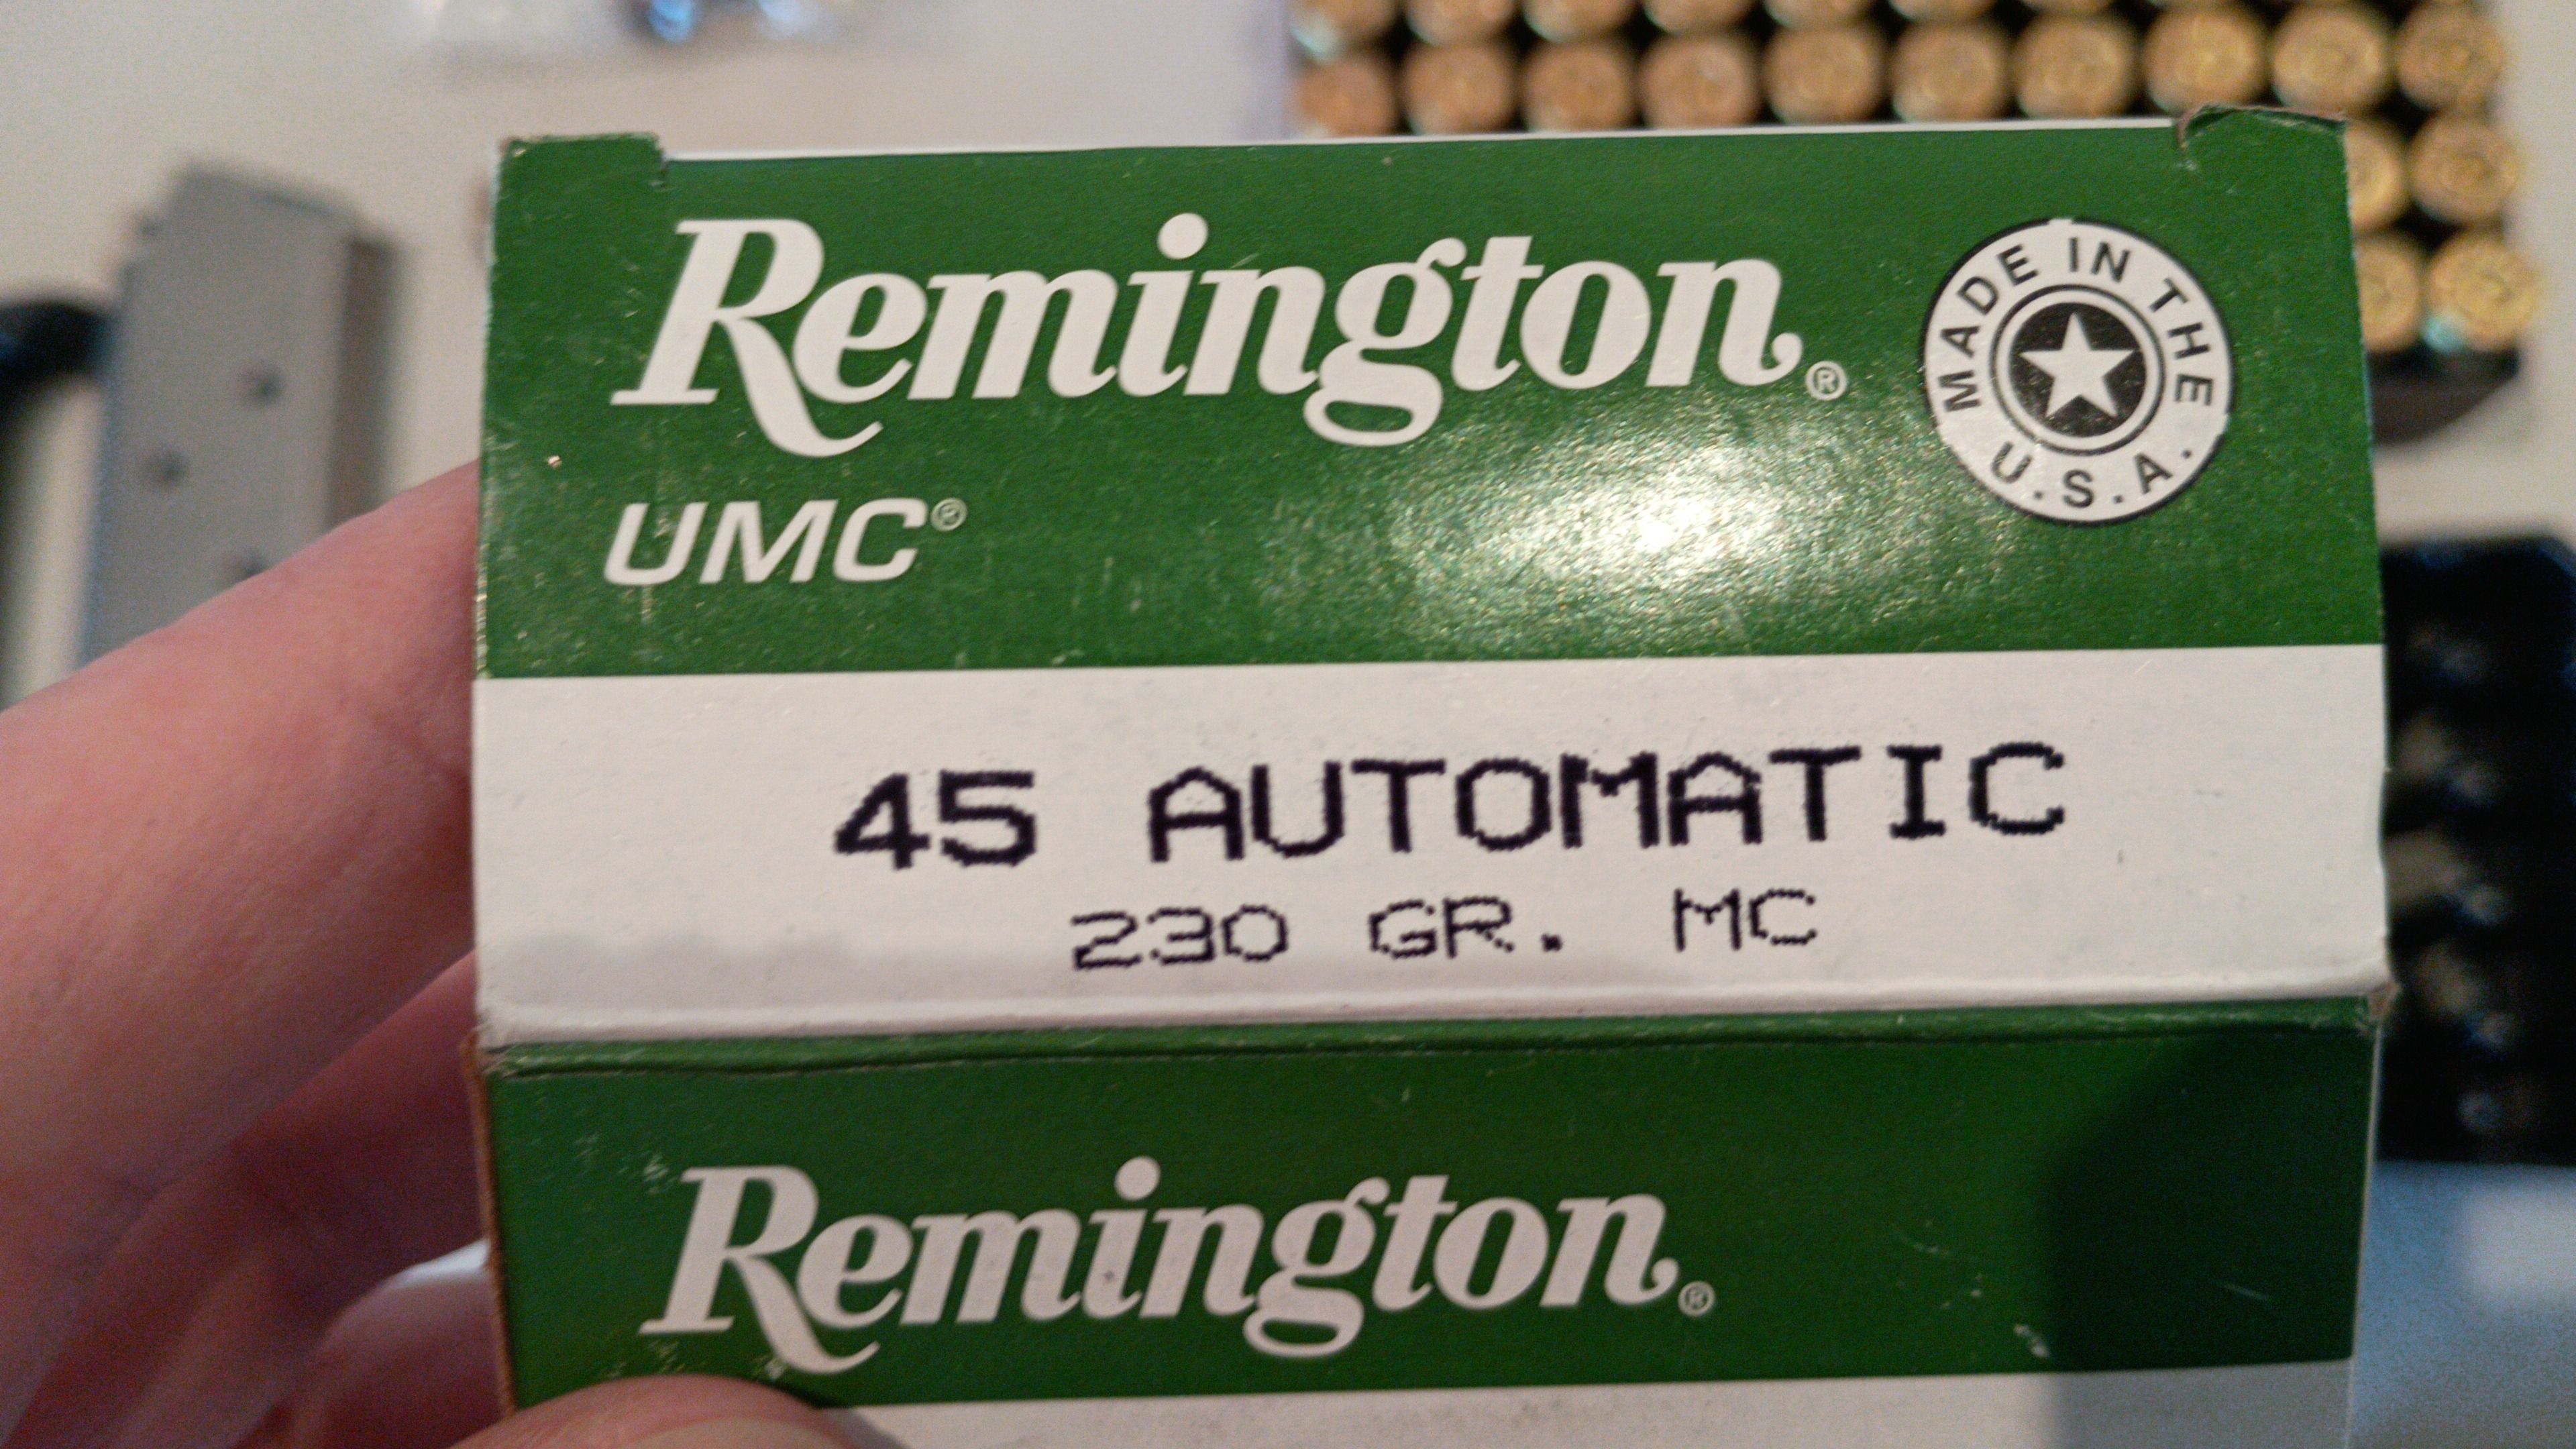 Remington®
MADE IN THE U.S.A.
UMC®
45 AUTOMATIC
230 GR. MC
Remington®